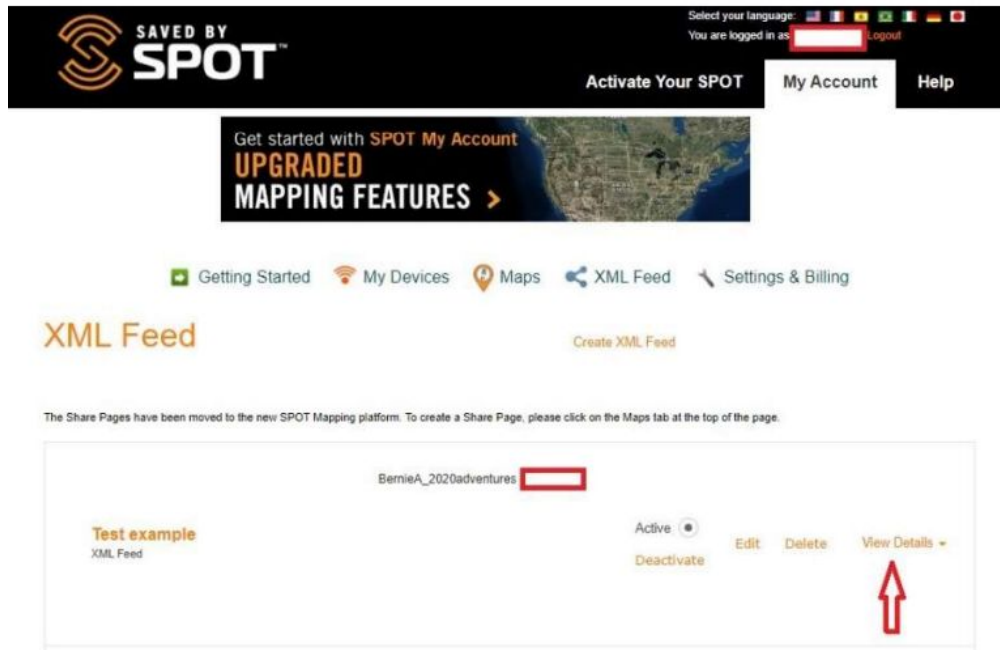 SAVED BY
SPOT™
Select your language:
You are logged in as Logout
Activate Your SPOT My Account Help
Get started with SPOT My Account
UPGRADED
MAPPING FEATURES >
Getting Started My Devices Maps XML Feed Settings & Billing
XML Feed Create XML Feed
The Share Pages have been moved to the new SPOT Mapping platform. To create a Share Page, please click on the Maps tab at the top of the page.
BernieA_2020adventures
Test example
XML Feed
Active
Deactivate
Edit Delete View Details